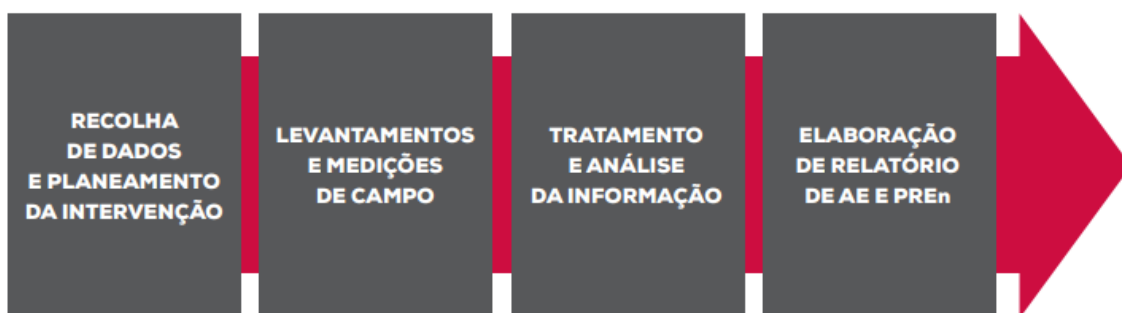 RECOLHA
DE DADOS
E PLANEAMENTO
DA INTERVENÇÃO
LEVANTAMENTOS
E MEDIÇÕES
DE CAMPO
TRATAMENTO
E ANÁLISE
DA INFORMAÇÃO
ELABORAÇÃO
DE RELATÓRIO
DE AE E PREn